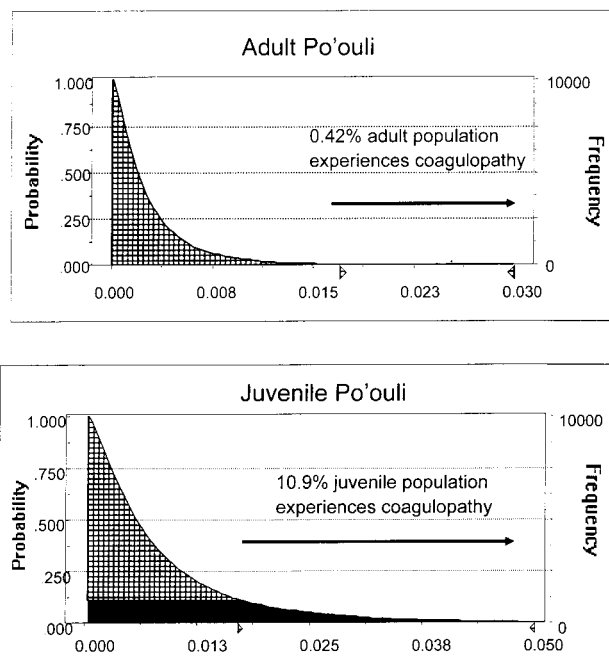 Adult Po'ouli
1.000
.750
.500
.250
.000
Probability
10000
0
Frequency
0.42% adult population
experiences coagulopathy
0.000 0.008 0.015 0.023 0.030
Juvenile Po'ouli
1.000
.750
.500
.250
.000
Probability
10000
0
Frequency
10.9% juvenile population
experiences coagulopathy
0.000 0.013 0.025 0.038 0.050